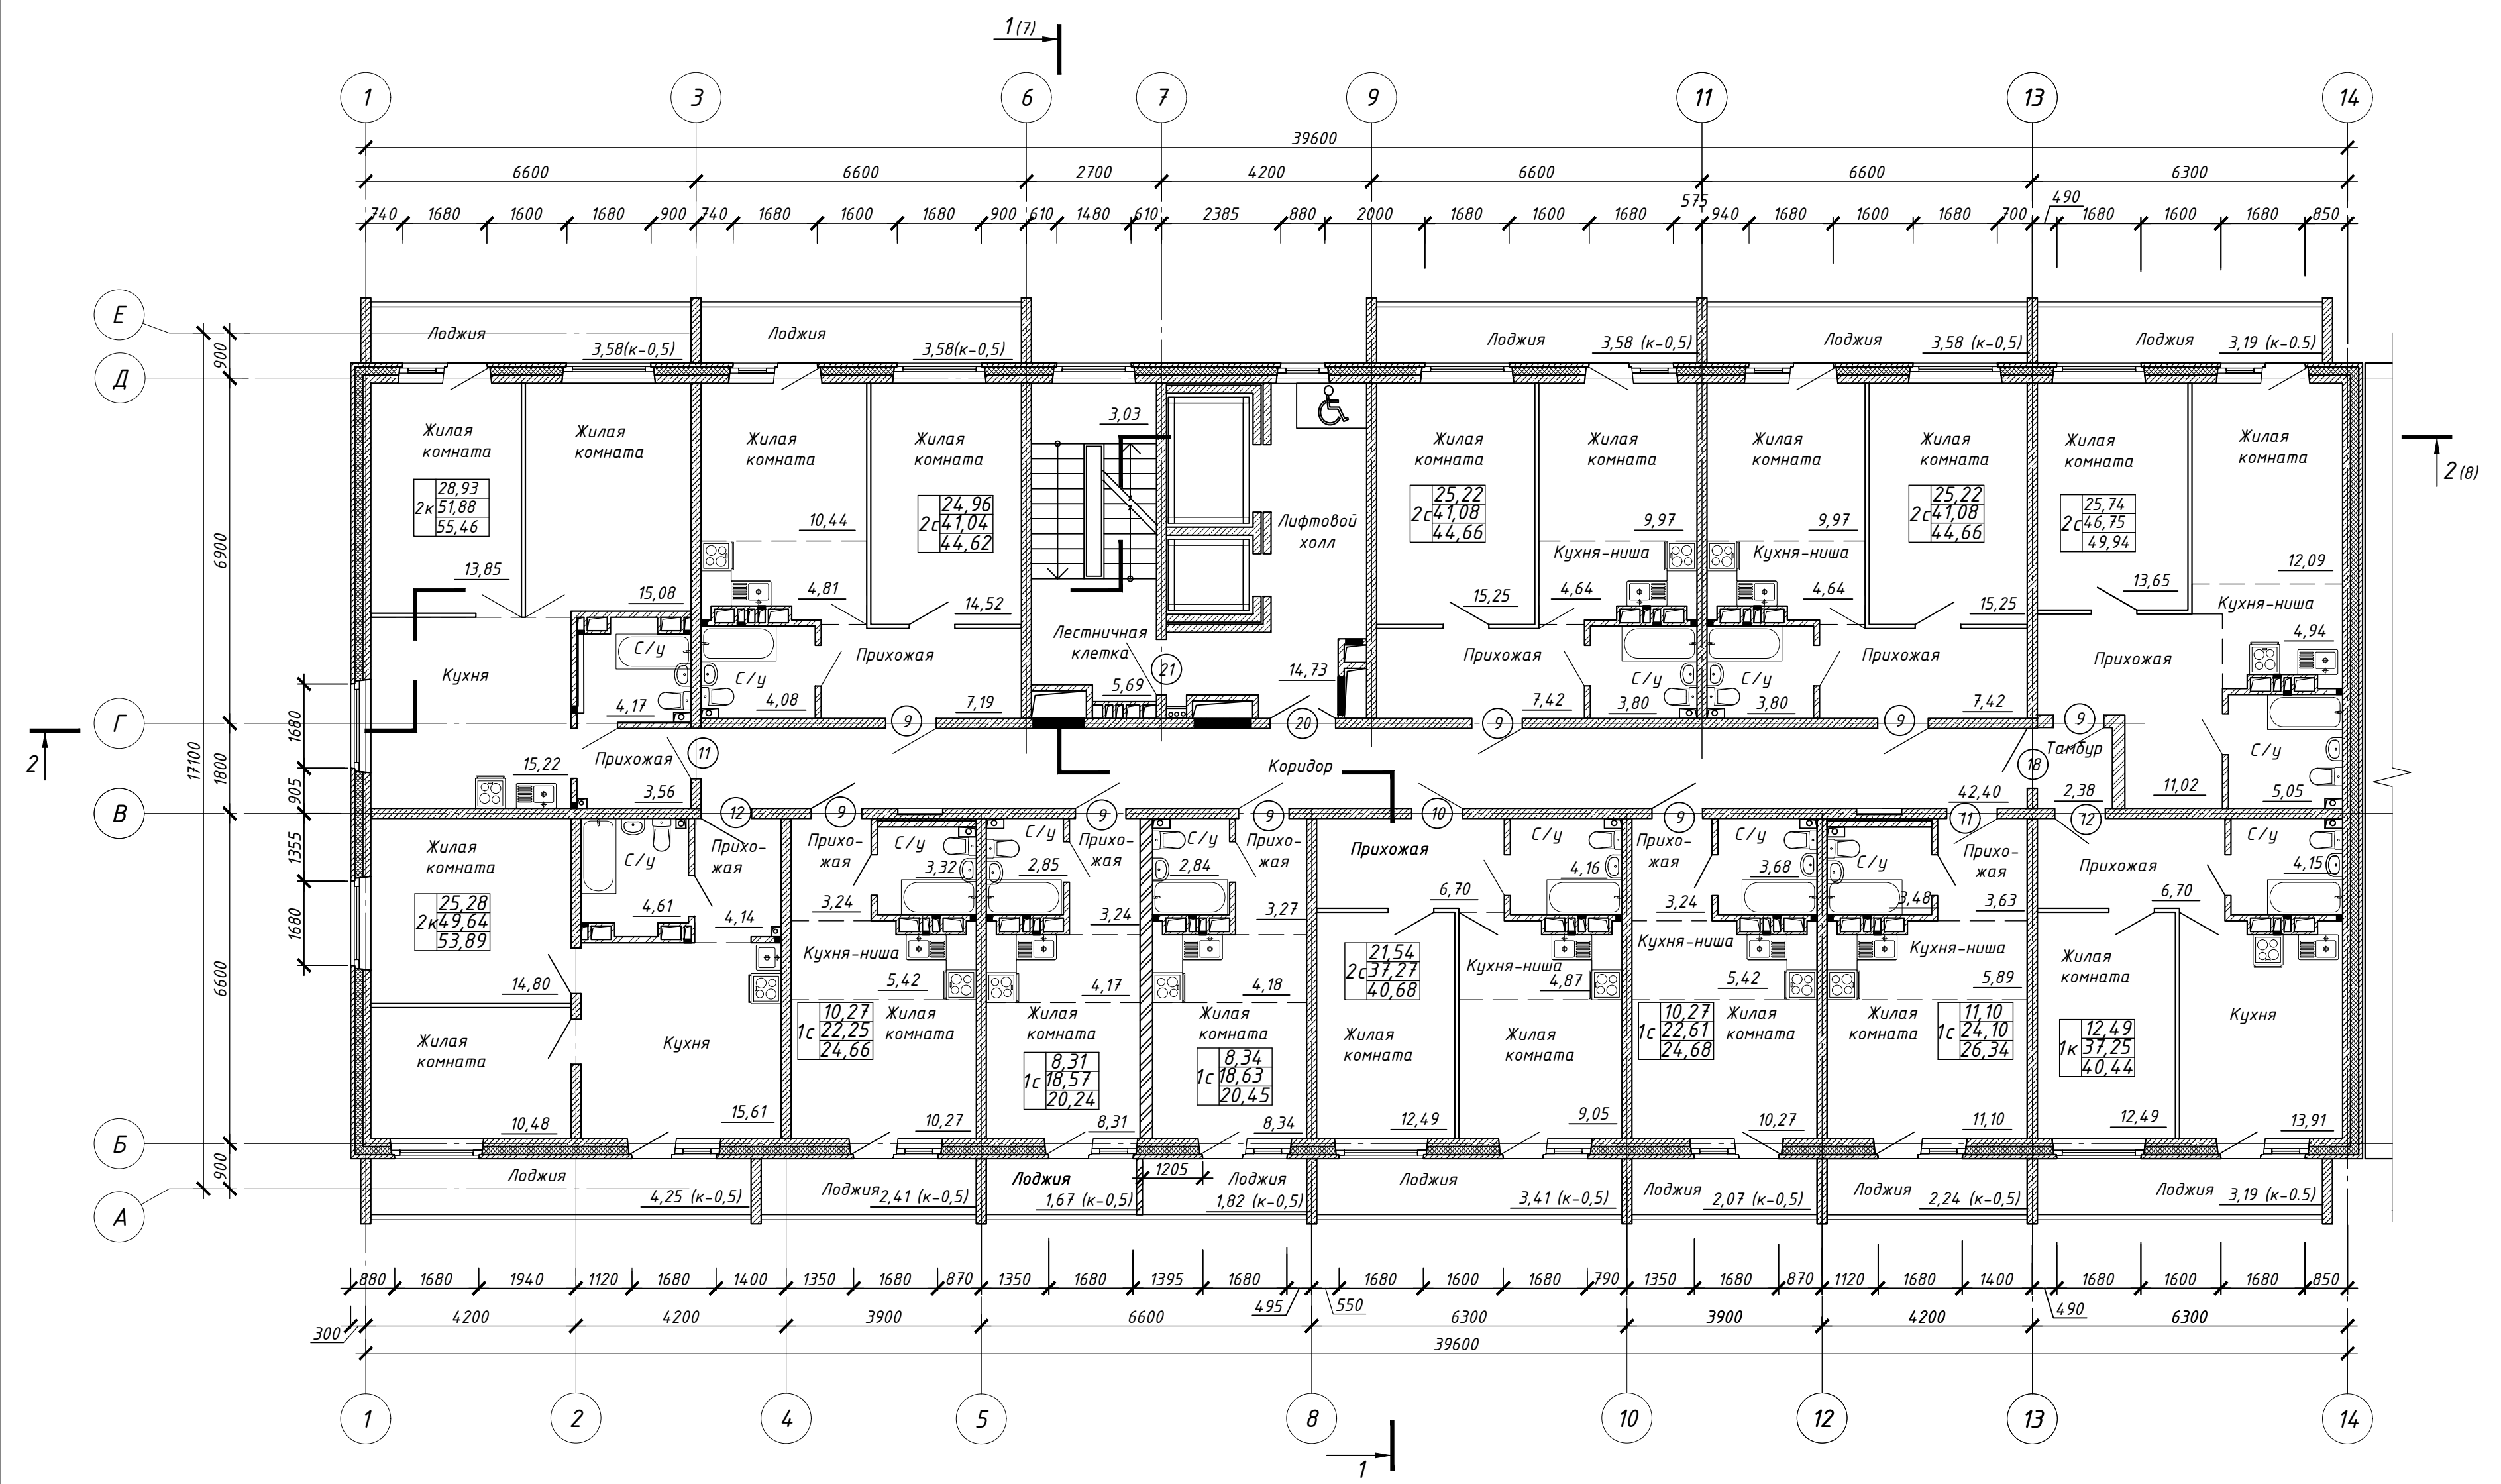 1 (7)
1 3 6 7 9 11 13 14
39600
6600 6600 2700 4200 6600 6600 6300
575 490
740 1680 1600 1680 900 740 1680 1600 1680 900 610 1480 610 2385 880 2000 1680 1600 1680 940 1680 1600 1680 700 1680 1600 1680 850
Е
Лоджия Лоджия Лоджия Лоджия Лоджия
3,58(к-0,5) 3,58(к-0,5) 3,58 (к-0,5) 3,58 (к-0,5) 3,19 (к-0.5)
900
Д
3,03
Жилая Жилая Жилая Жилая Жилая Жилая Жилая Жилая Жилая Жилая
комната комната комната комната комната комната комната комната комната комната
2 (8)
28,93 24,96 25,22 25,22 25,74
2к 51,88 2с 41,04 2с 41,08 2с 41,08 2с 46,75
55,46 44,62 44,66 44,66 49,94
10,44 Лифтовой 9,97 9,97
холл
6900
Кухня-ниша Кухня-ниша 12,09
13,85 15,08 4,81 14,52 15,25 4,64 4,64 15,25 13,65
Кухня-ниша
4,94
Лестничная
клетка
С/у Прихожая Прихожая Прихожая Прихожая
Кухня С/у 21 14,73 С/у С/у
4,17 4,08 7,19 5,69 7,42 3,80 3,80 7,42
Г
9 20 9 9 9
1680 17100 1800
2
Прихожая 11 Коридор 18 Тамбур С/у
15,22 3,56 42,40 2,38 11,02 5,05
905
В
12 9 9 9 10 9 11 12
1355
Жилая С/у Прихо- Прихо- С/у С/у Прихо- С/у Прихо- Прихожая С/у Прихо- С/у С/у Прихо- Прихожая С/у
комната жая жая жая жая жая жая
3,32 2,85 2,84 4,16 3,68 4,15
25,28 4,61 4,14 3,24 3,24 3,27 6,70 3,24 3,48 3,63 6,70
2к 49,64
53,89
1680
Кухня-ниша 21,54 Кухня-ниша Кухня-ниша Кухня-ниша Жилая
2с 37,27 комната
40,68
14,80 5,42 4,17 4,18 4,87 5,42 5,89
6600
10,27 Жилая Жилая Жилая 10,27 Жилая Жилая 11,10 Кухня
1с 22,25 комната комната комната 1с 22,61 комната комната 1с 24,10
24,66 24,68 26,34
Жилая Кухня Жилая Жилая 12,49
комната комната комната 1к 37,25
40,44
8,31 8,34
1с 18,57 1с 18,63
20,24 20,45
10,48 15,61 10,27 8,31 8,34 12,49 9,05 10,27 11,10 12,49 13,91
Б
900
Лоджия Лоджия Лоджия 1205 Лоджия Лоджия Лоджия Лоджия Лоджия
4,25 (к-0,5) 2,41 (к-0,5) 1,67 (к-0,5) 1,82 (к-0,5) 3,41 (к-0,5) 2,07 (к-0,5) 2,24 (к-0,5) 3,19 (к-0.5)
А
880 1680 1940 1120 1680 1400 1350 1680 870 1350 1680 1395 1680 1680 1600 1680 790 1350 1680 870 1120 1680 1400 1680 1600 1680 850
495 550 490
300 4200 4200 3900 6600 6300 3900 4200 6300
39600
1 2 4 5 8 10 12 13 14
1